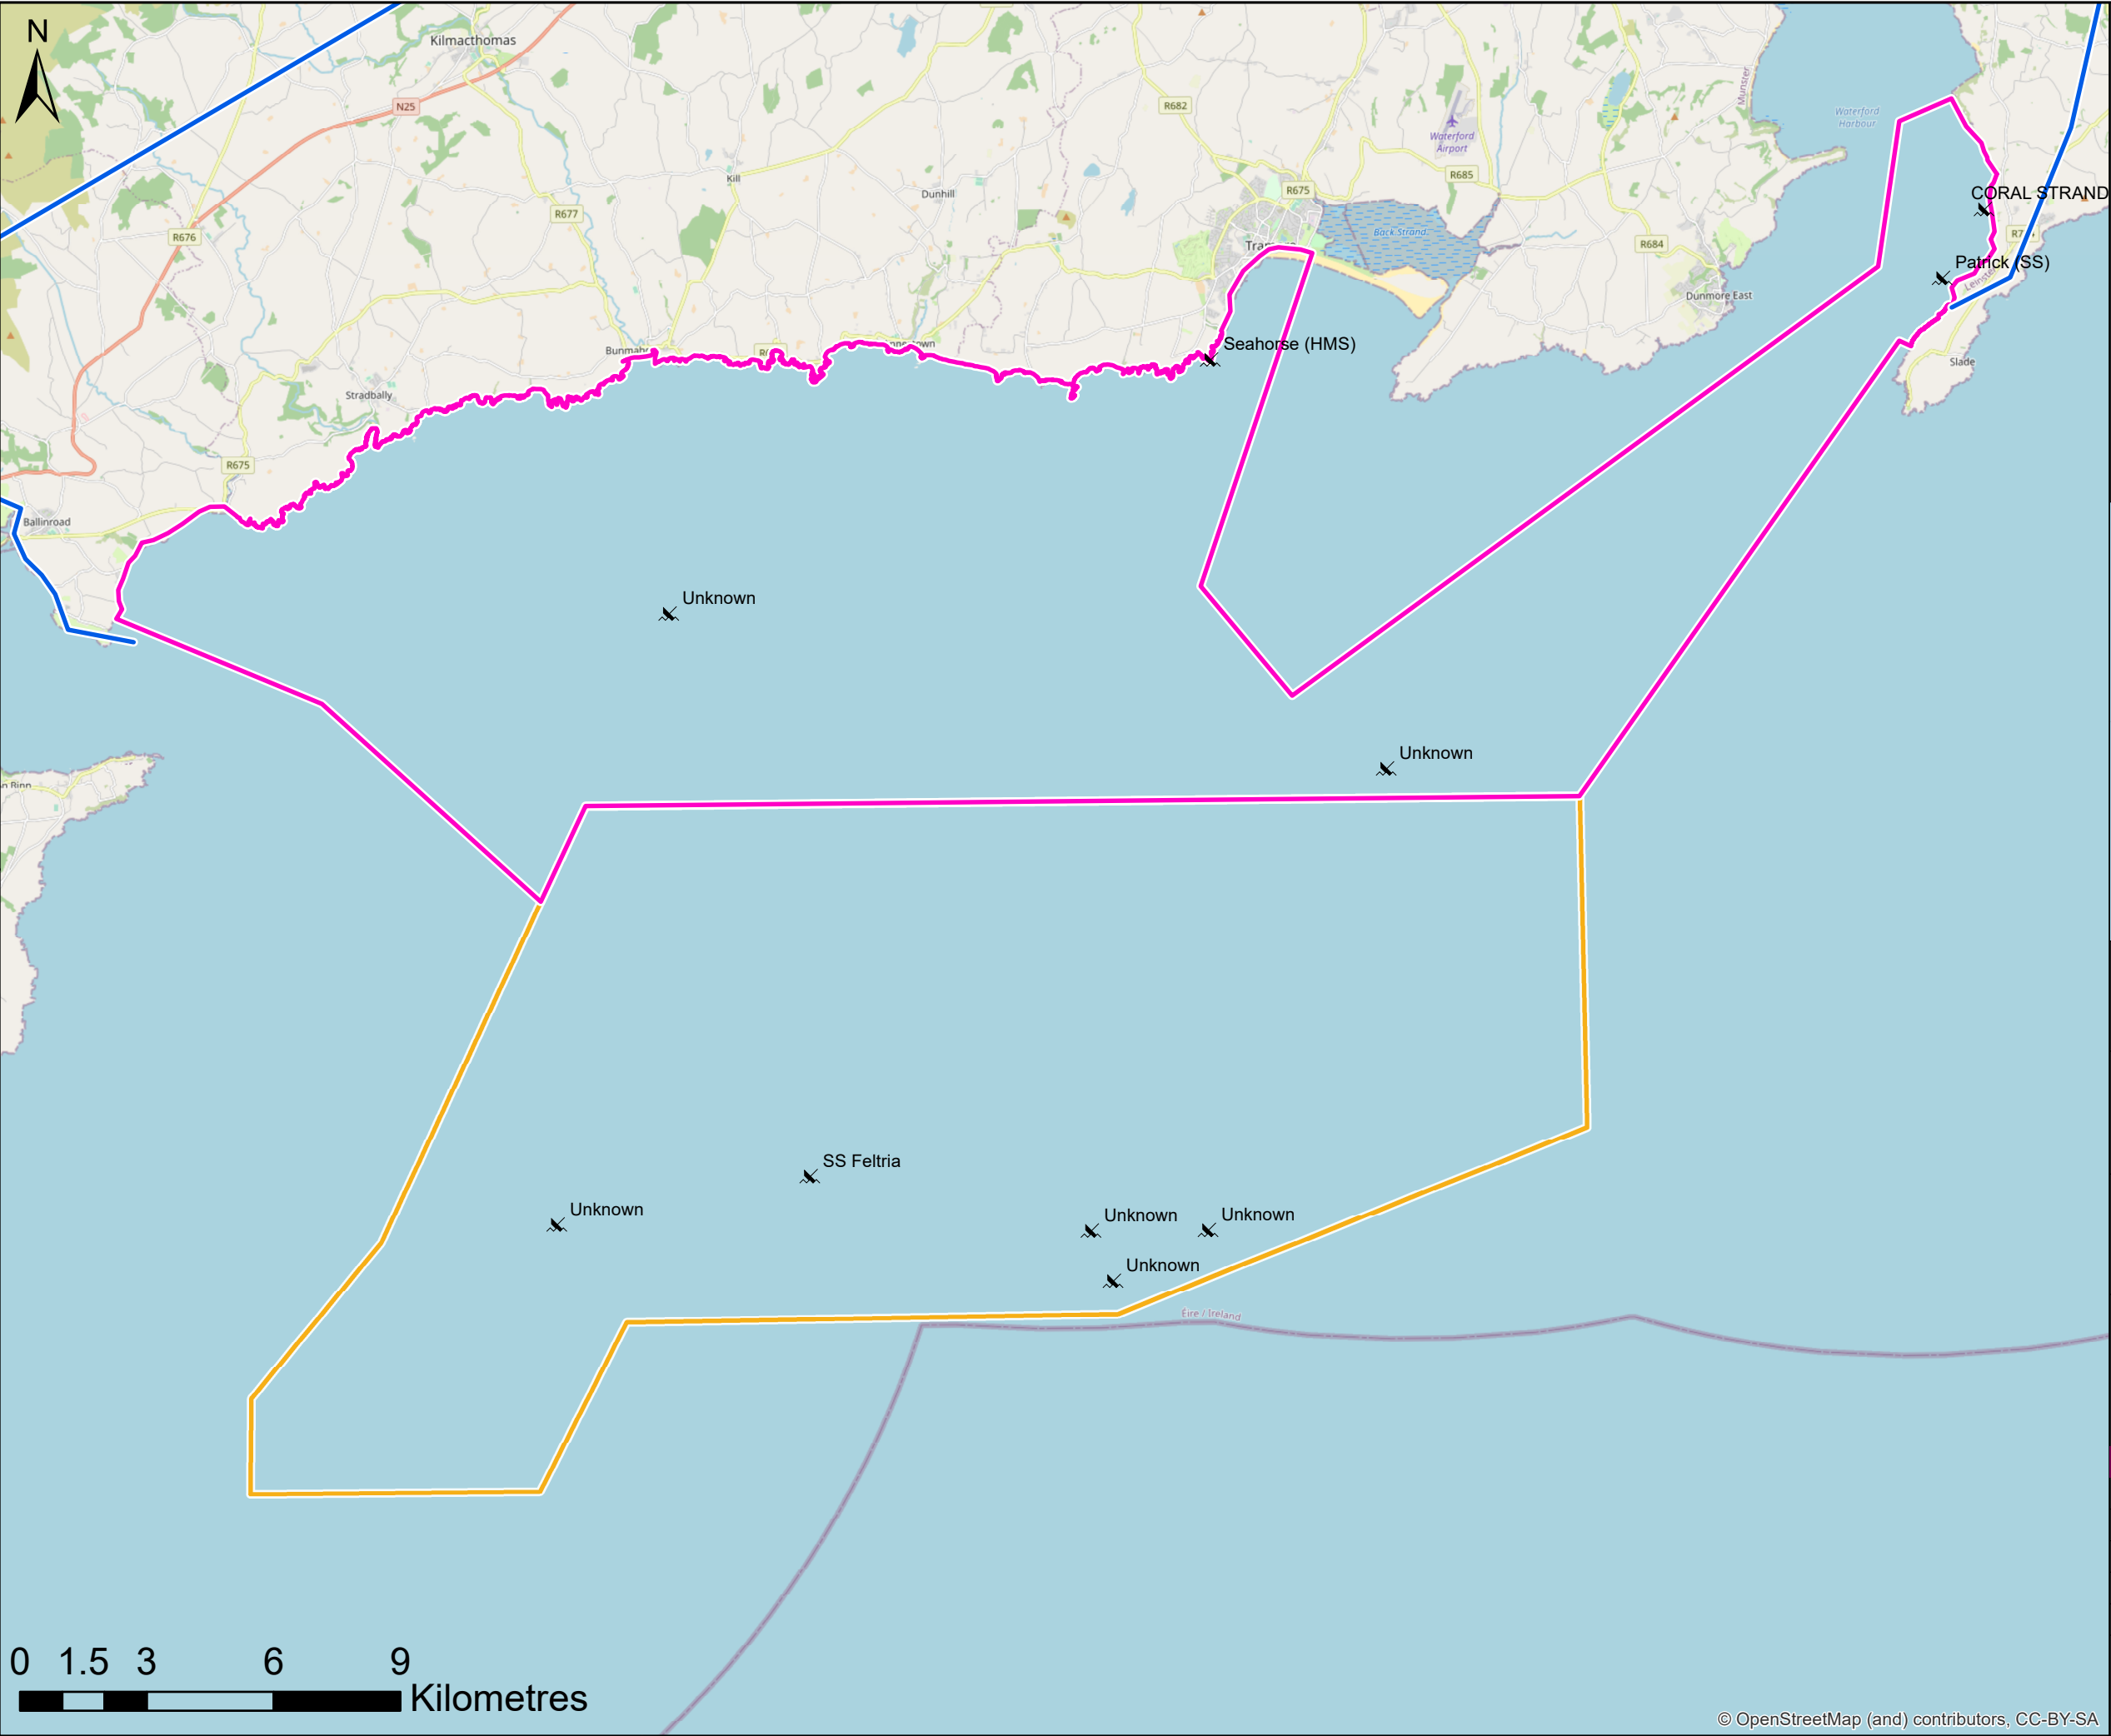 N
Kilmacthomas
N25
R682
Munster
Waterford
Harbour
Waterford
Airport
Kill
Dunhill
R675
R685
CORAL STRAND
R677
R676
Back Strand
R684
Patrick (SS)
Leinster
Dunmore East
Seahorse (HMS)
Slade
Stradbally
R675
Ballinroad
Unknown
Unknown
SS Feltria
Unknown
Unknown
Unknown
Unknown
Éire / Ireland
0 1.5 3 6 9
Kilometres
© OpenStreetMap (and) contributors, CC-BY-SA